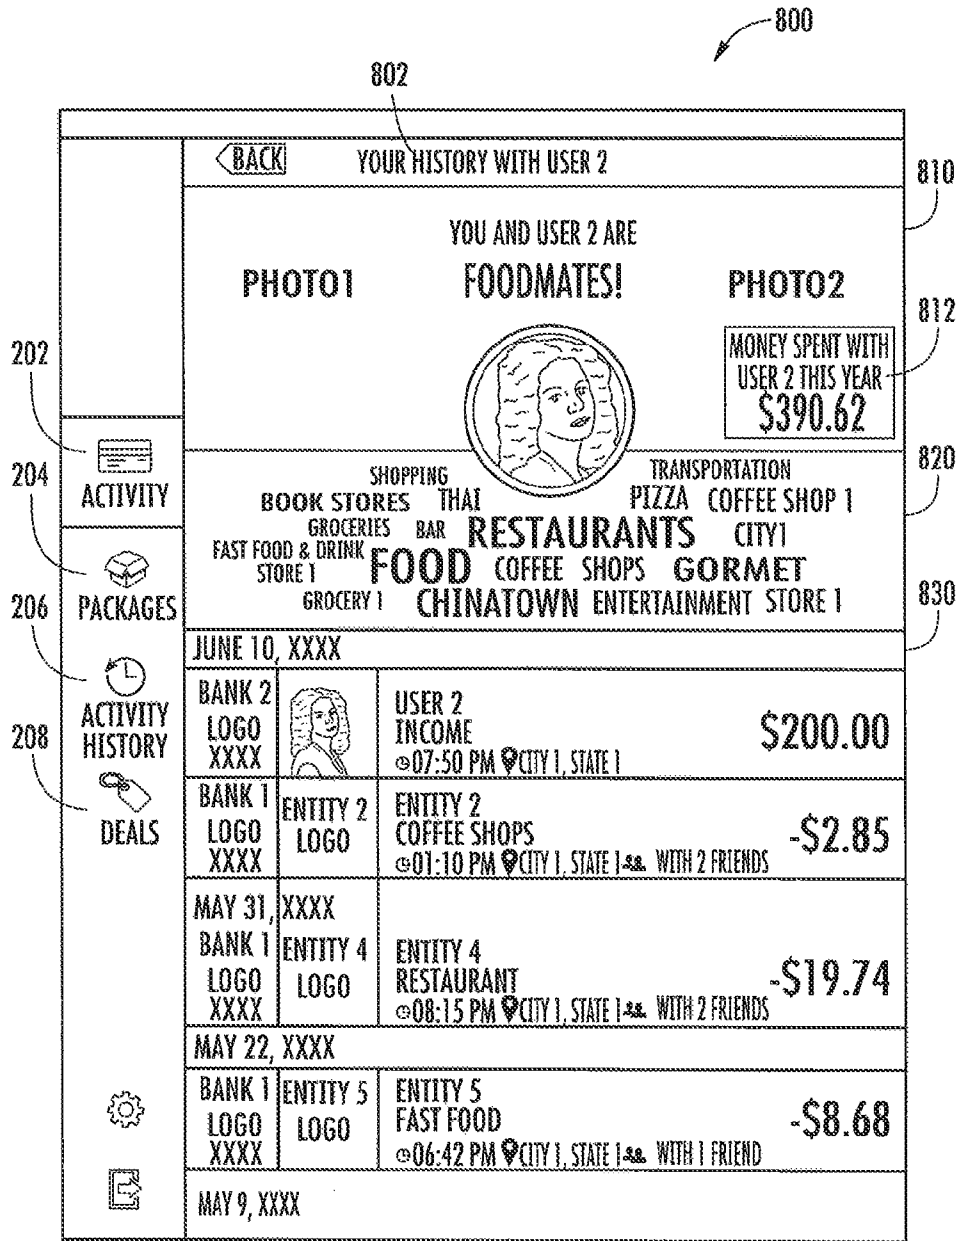 800
802
BACK
YOUR HISTORY WITH USER 2
810
YOU AND USER 2 ARE
PHOTO1
FOODMATES!
PHOTO2
812
MONEY SPENT WITH
USER 2 THIS YEAR
$390.62
202
ACTIVITY
204
PACKAGES
206
ACTIVITY
HISTORY
208
DEALS
820
SHOPPING
TRANSPORTATION
BOOK STORES THAI
PIZZA COFFEE SHOP 1
GROCERIES BAR RESTAURANTS CITY1
FAST FOOD & DRINK
STORE 1
FOOD COFFEE SHOPS GORMET
GROCERY 1 CHINATOWN ENTERTAINMENT STORE 1
830
JUNE 10, XXXX
BANK 2
LOGO
XXXX
USER 2
INCOME
07:50 PM CITY 1, STATE 1
$200.00
BANK 1
LOGO
XXXX
ENTITY 2
LOGO
ENTITY 2
COFFEE SHOPS
01:10 PM CITY 1, STATE 1 WITH 2 FRIENDS
-$2.85
MAY 31, XXXX
BANK 1
LOGO
XXXX
ENTITY 4
LOGO
ENTITY 4
RESTAURANT
08:15 PM CITY 1, STATE 1 WITH 2 FRIENDS
-$19.74
MAY 22, XXXX
BANK 1
LOGO
XXXX
ENTITY 5
LOGO
ENTITY 5
FAST FOOD
06:42 PM CITY 1, STATE 1 WITH 1 FRIEND
-$8.68
MAY 9, XXXX